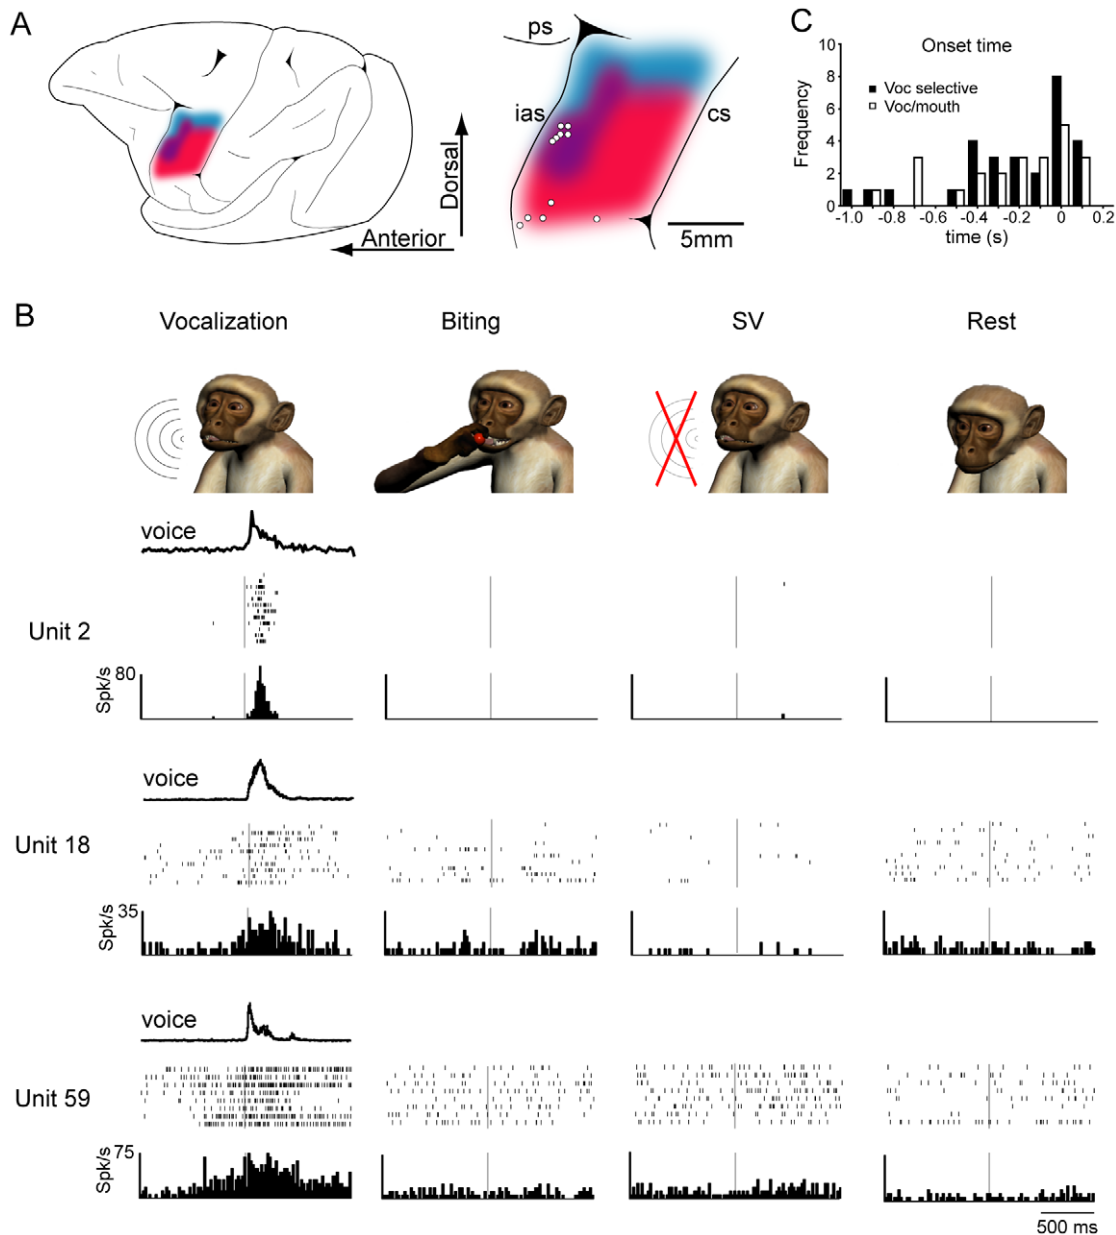 A
ps
ias
cs
Dorsal
Anterior
5mm
C
Onset time
Frequency
10
8
6
4
2
0
Voc selective
Voc/mouth
-1.0 -0.8 -0.6 -0.4 -0.2 0 0.2
time (s)
B
Vocalization Biting SV Rest
voice
Unit 2
Spk/s
80
voice
Unit 18
Spk/s
35
voice
Unit 59
Spk/s
75
500 ms